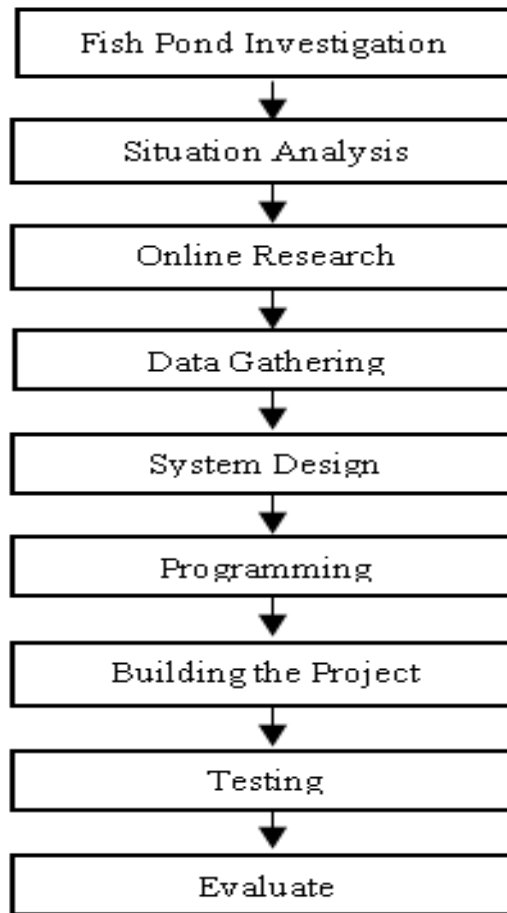 Fish Pond Investigation
Situation Analysis
Online Research
Data Gathering
System Design
Programming
Building the Project
Testing
Evaluate